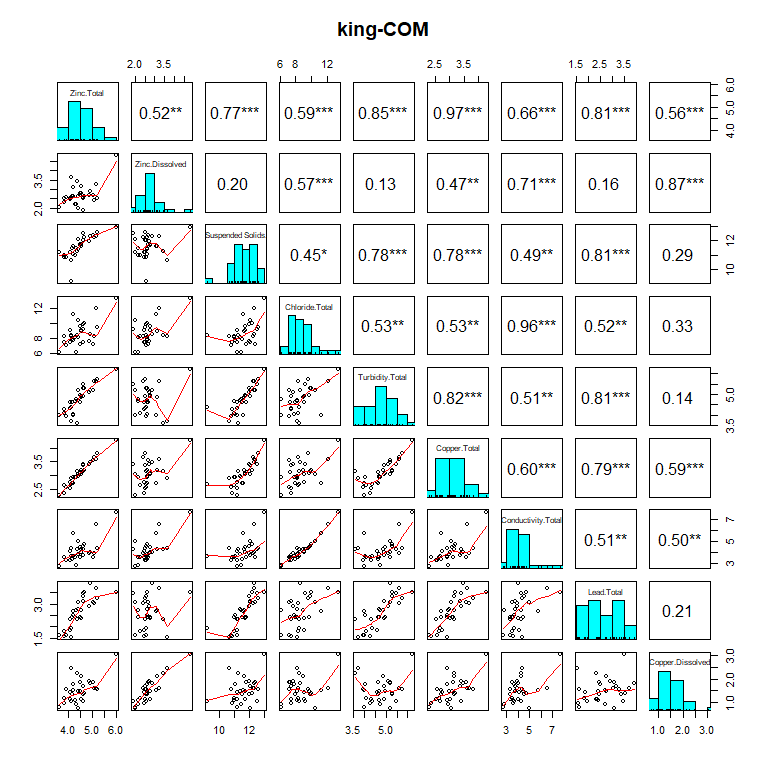 king-COM
2.0 3.5 6 8 12 2.5 3.5 1.5 2.5 3.5
Zinc.Total 0.52** 0.77*** 0.59*** 0.85*** 0.97*** 0.66*** 0.81*** 0.56*** 4.0 5.0 6.0
2.0 3.5 Zinc.Dissolved 0.20 0.57*** 0.13 0.47** 0.71*** 0.16 0.87***
Suspended Solids 0.45* 0.78*** 0.78*** 0.49** 0.81*** 0.29 10 12
6 8 12 Chloride.Total 0.53** 0.53** 0.96*** 0.52** 0.33
Turbidity.Total 0.82*** 0.51** 0.81*** 0.14 3.5 5.0
2.5 3.5 Copper.Total 0.60*** 0.79*** 0.59***
Conductivity.Total 0.51** 0.50** 3 5 7
1.5 3.0 Lead.Total 0.21
Copper.Dissolved 1.0 2.0 3.0
4.0 5.0 6.0 10 12 3.5 5.0 3 5 7 1.0 2.0 3.0